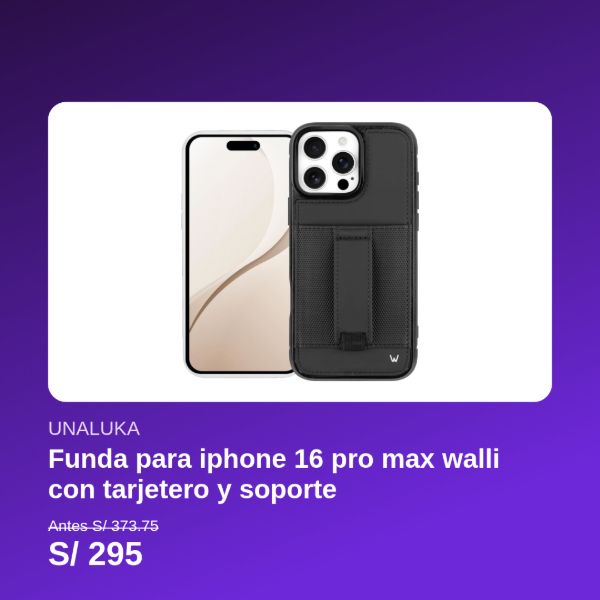 W
UNALUKA
Funda para iphone 16 pro max walli
con tarjetero y soporte
Antes S/ 373.75
S/ 295